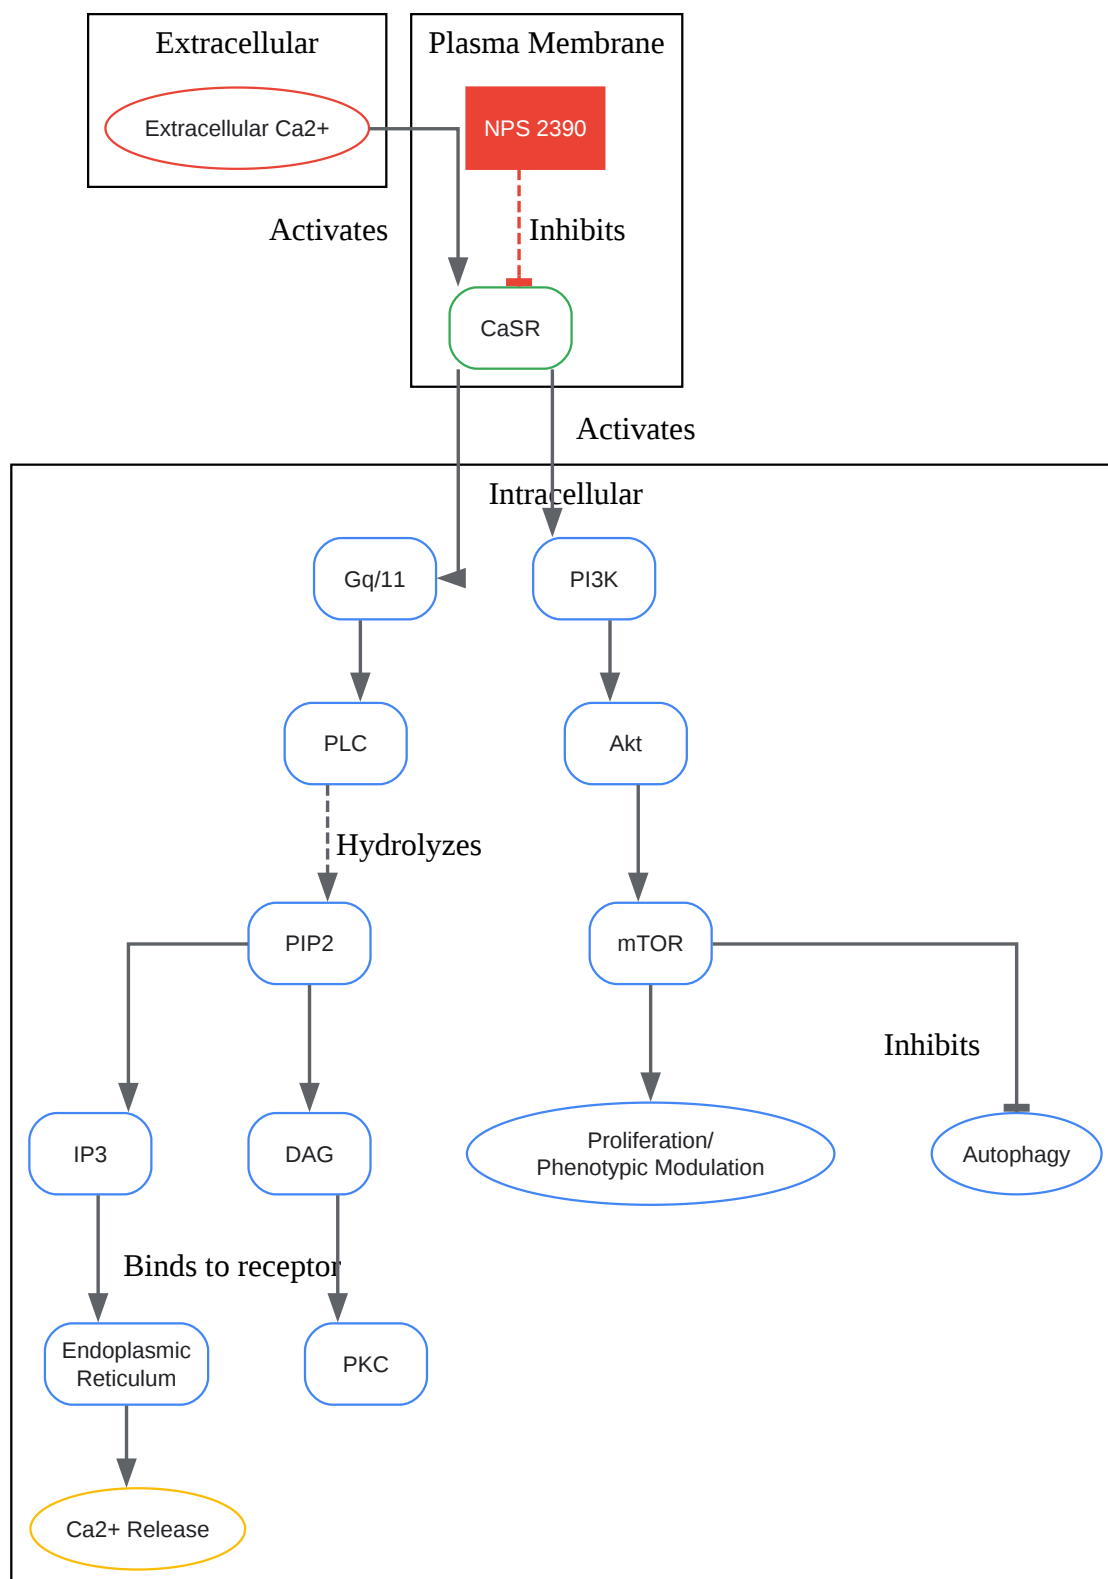 Extracellular
Plasma Membrane
Extracellular Ca2+
NPS 2390
Activates
Inhibits
CaSR
Activates
Intracellular
Gq/11
PI3K
PLC
Akt
Hydrolyzes
PIP2
mTOR
Inhibits
IP3
DAG
Proliferation/
Phenotypic Modulation
Autophagy
Binds to receptor
Endoplasmic
Reticulum
PKC
Ca2+ Release